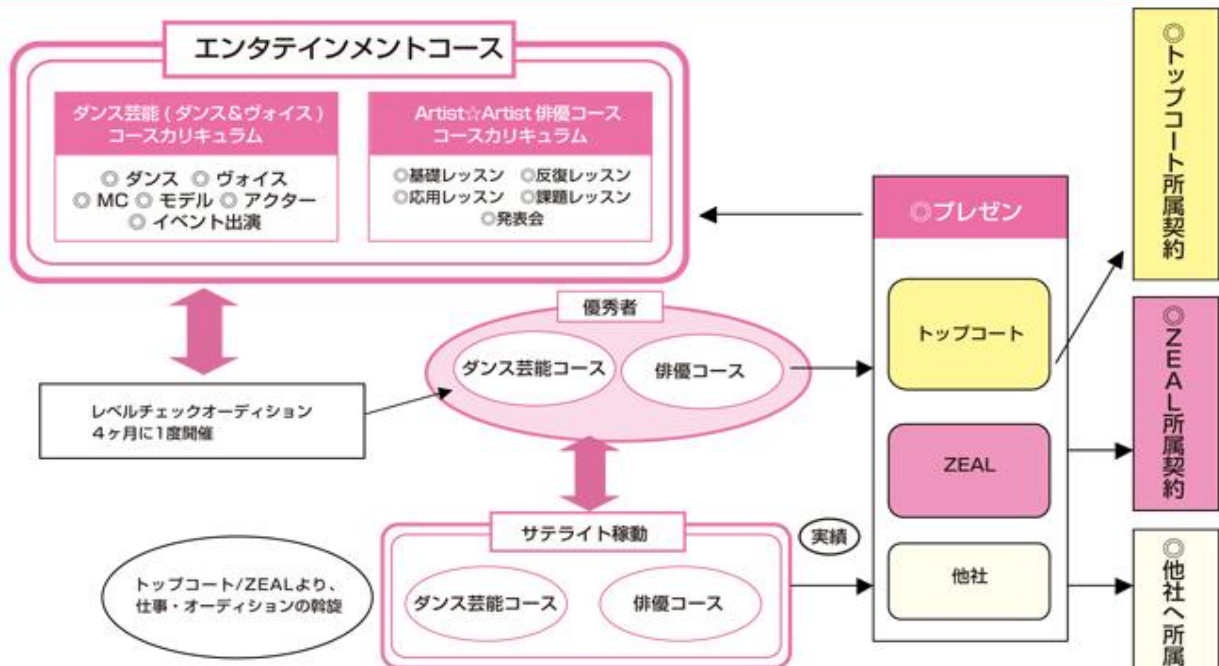 エンタテインメントコース
ダンス芸能 ( ダンス&ヴォイス )
コースカリキュラム
◎ ダンス ◎ ヴォイス
◎ MC ◎ モデル ◎ アクター
◎ イベント出演
Artist☆Artist 俳優コース
コースカリキュラム
◎基礎レッスン ◎反復レッスン
◎応用レッスン ◎課題レッスン
◎発表会
レベルチェックオーディション
4ヶ月に1度開催
優秀者
ダンス芸能コース
俳優コース
サテライト稼動
ダンス芸能コース
俳優コース
トップコート/ZEALより、
仕事・オーディションの斡旋
実績
◎プレゼン
トップコート
ZEAL
他社
◎トップコート所属契約
◎ZEAL所属契約
◎他社へ所属